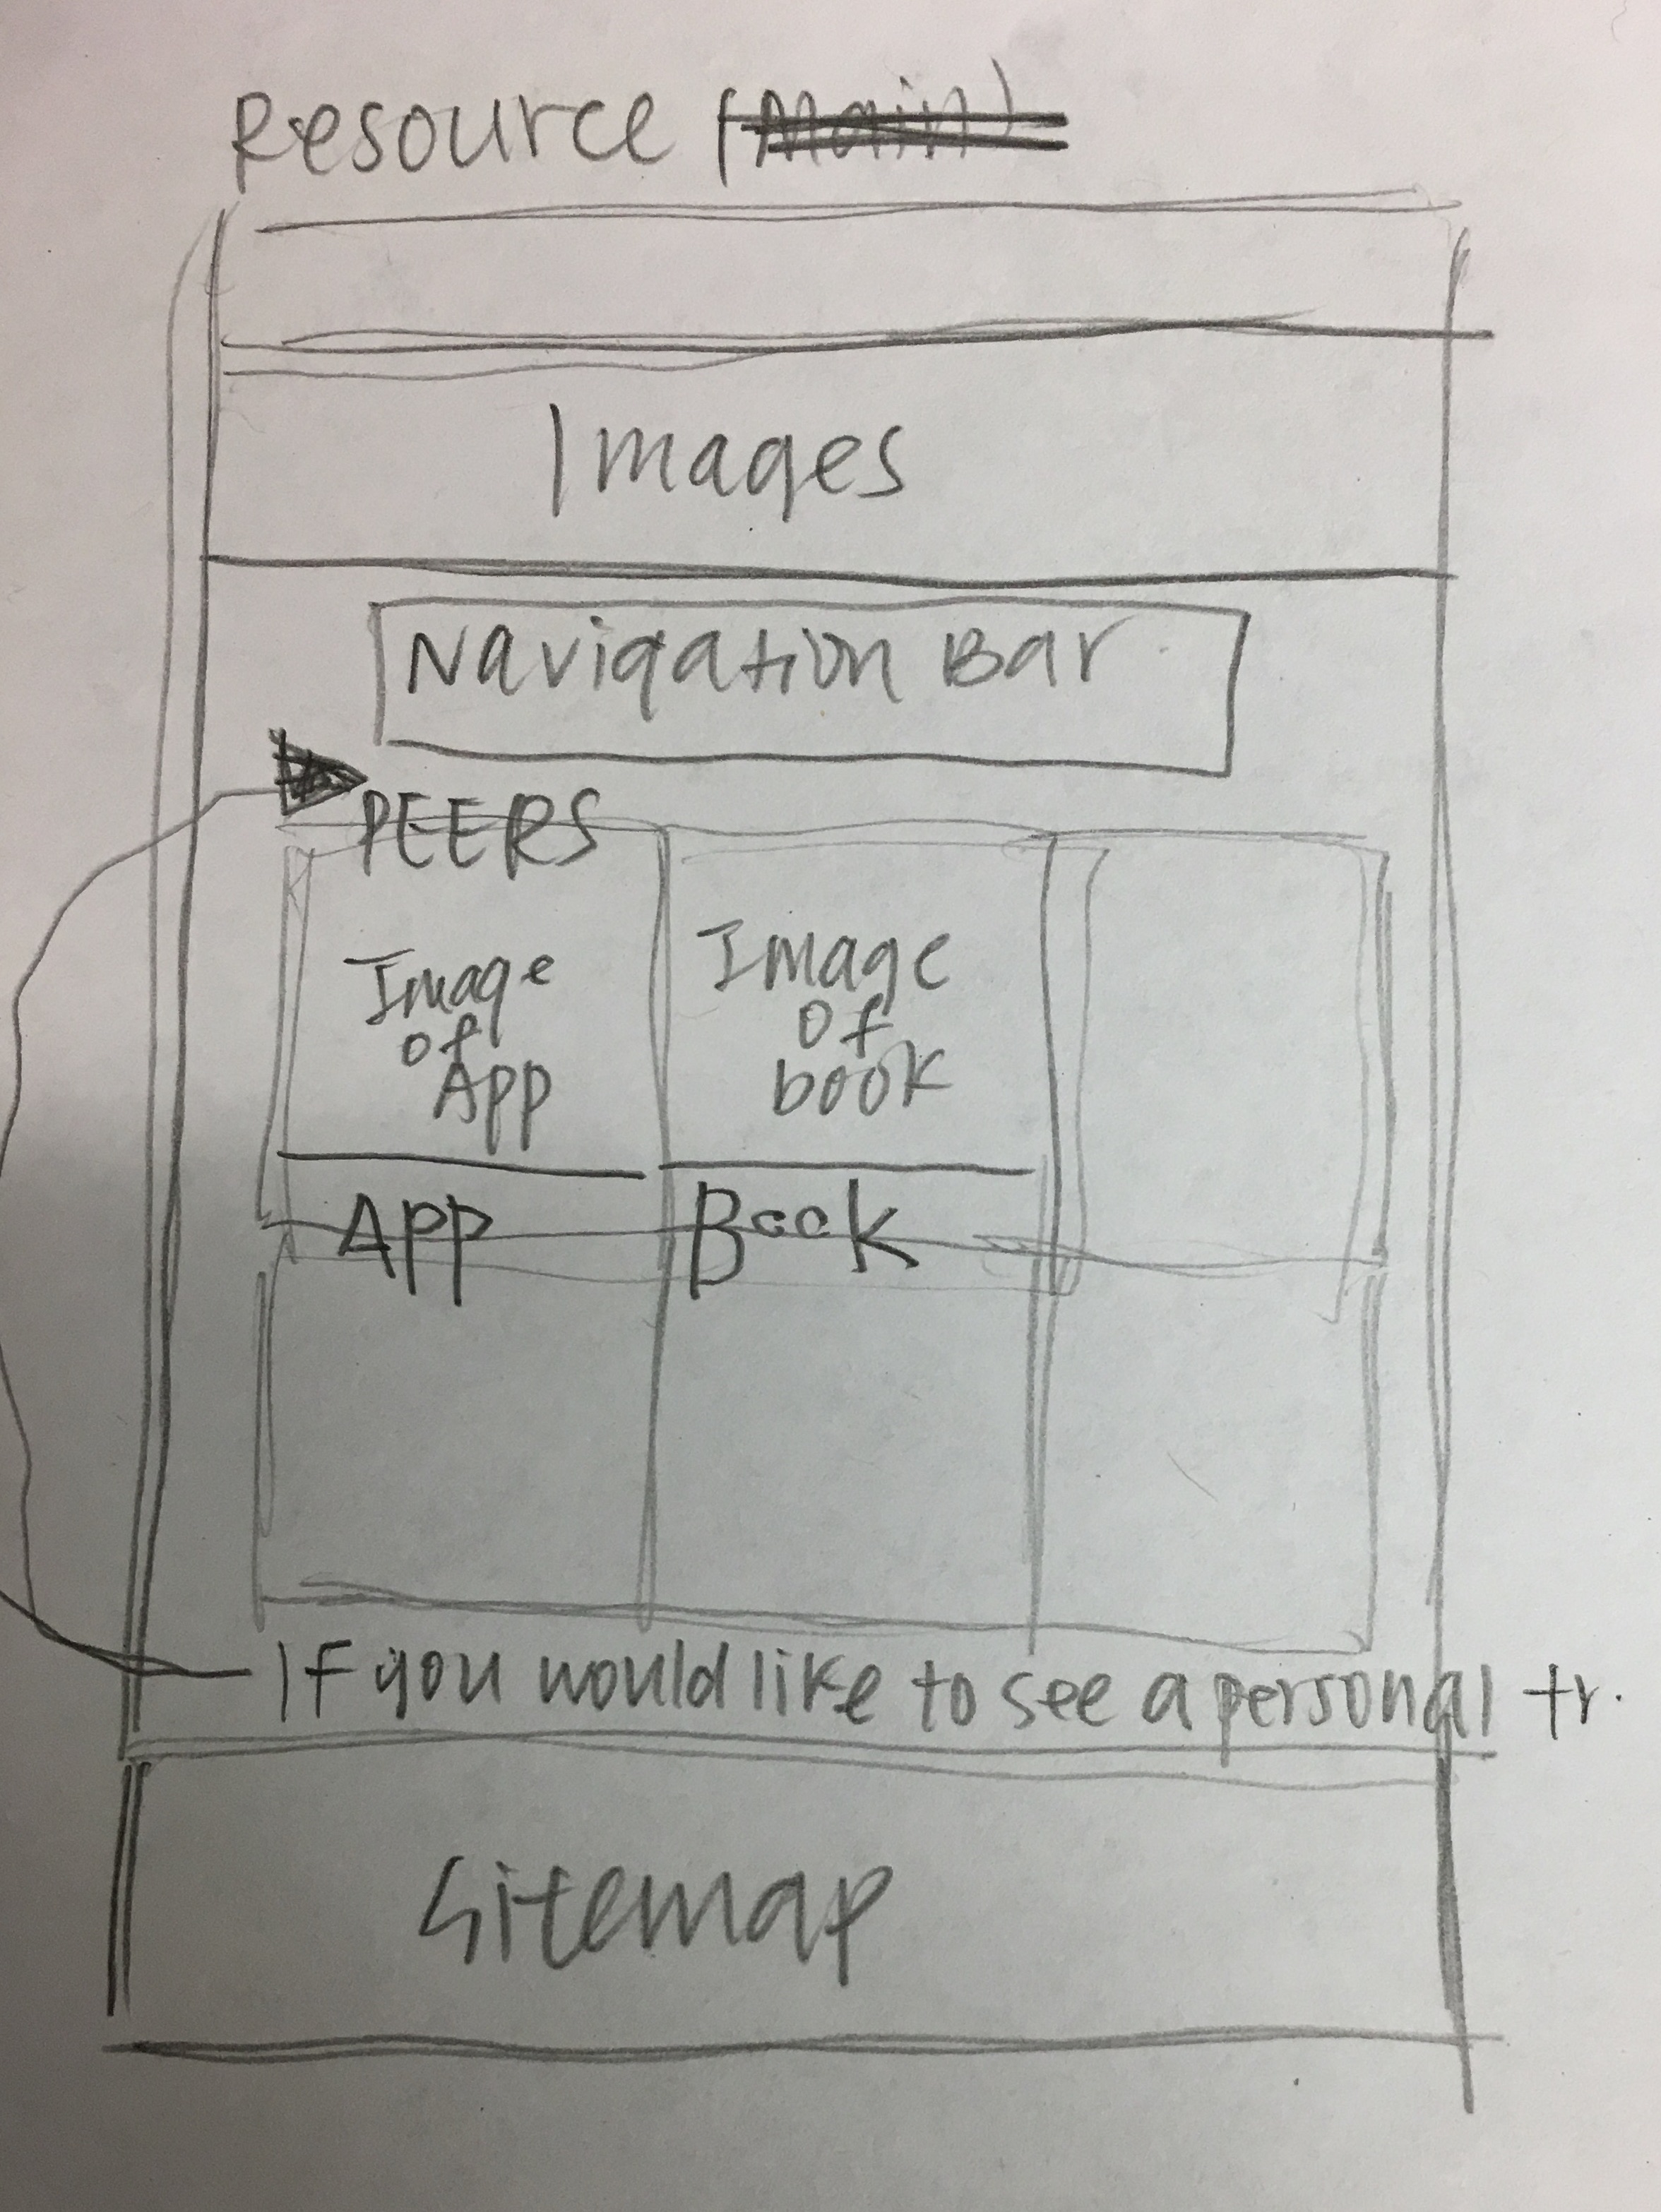 Resource (Main)
Images
Navigation Bar
PEERS
Image
of
App
Image
of
book
App
Book
If you would like to see a personal tr.
Sitemap